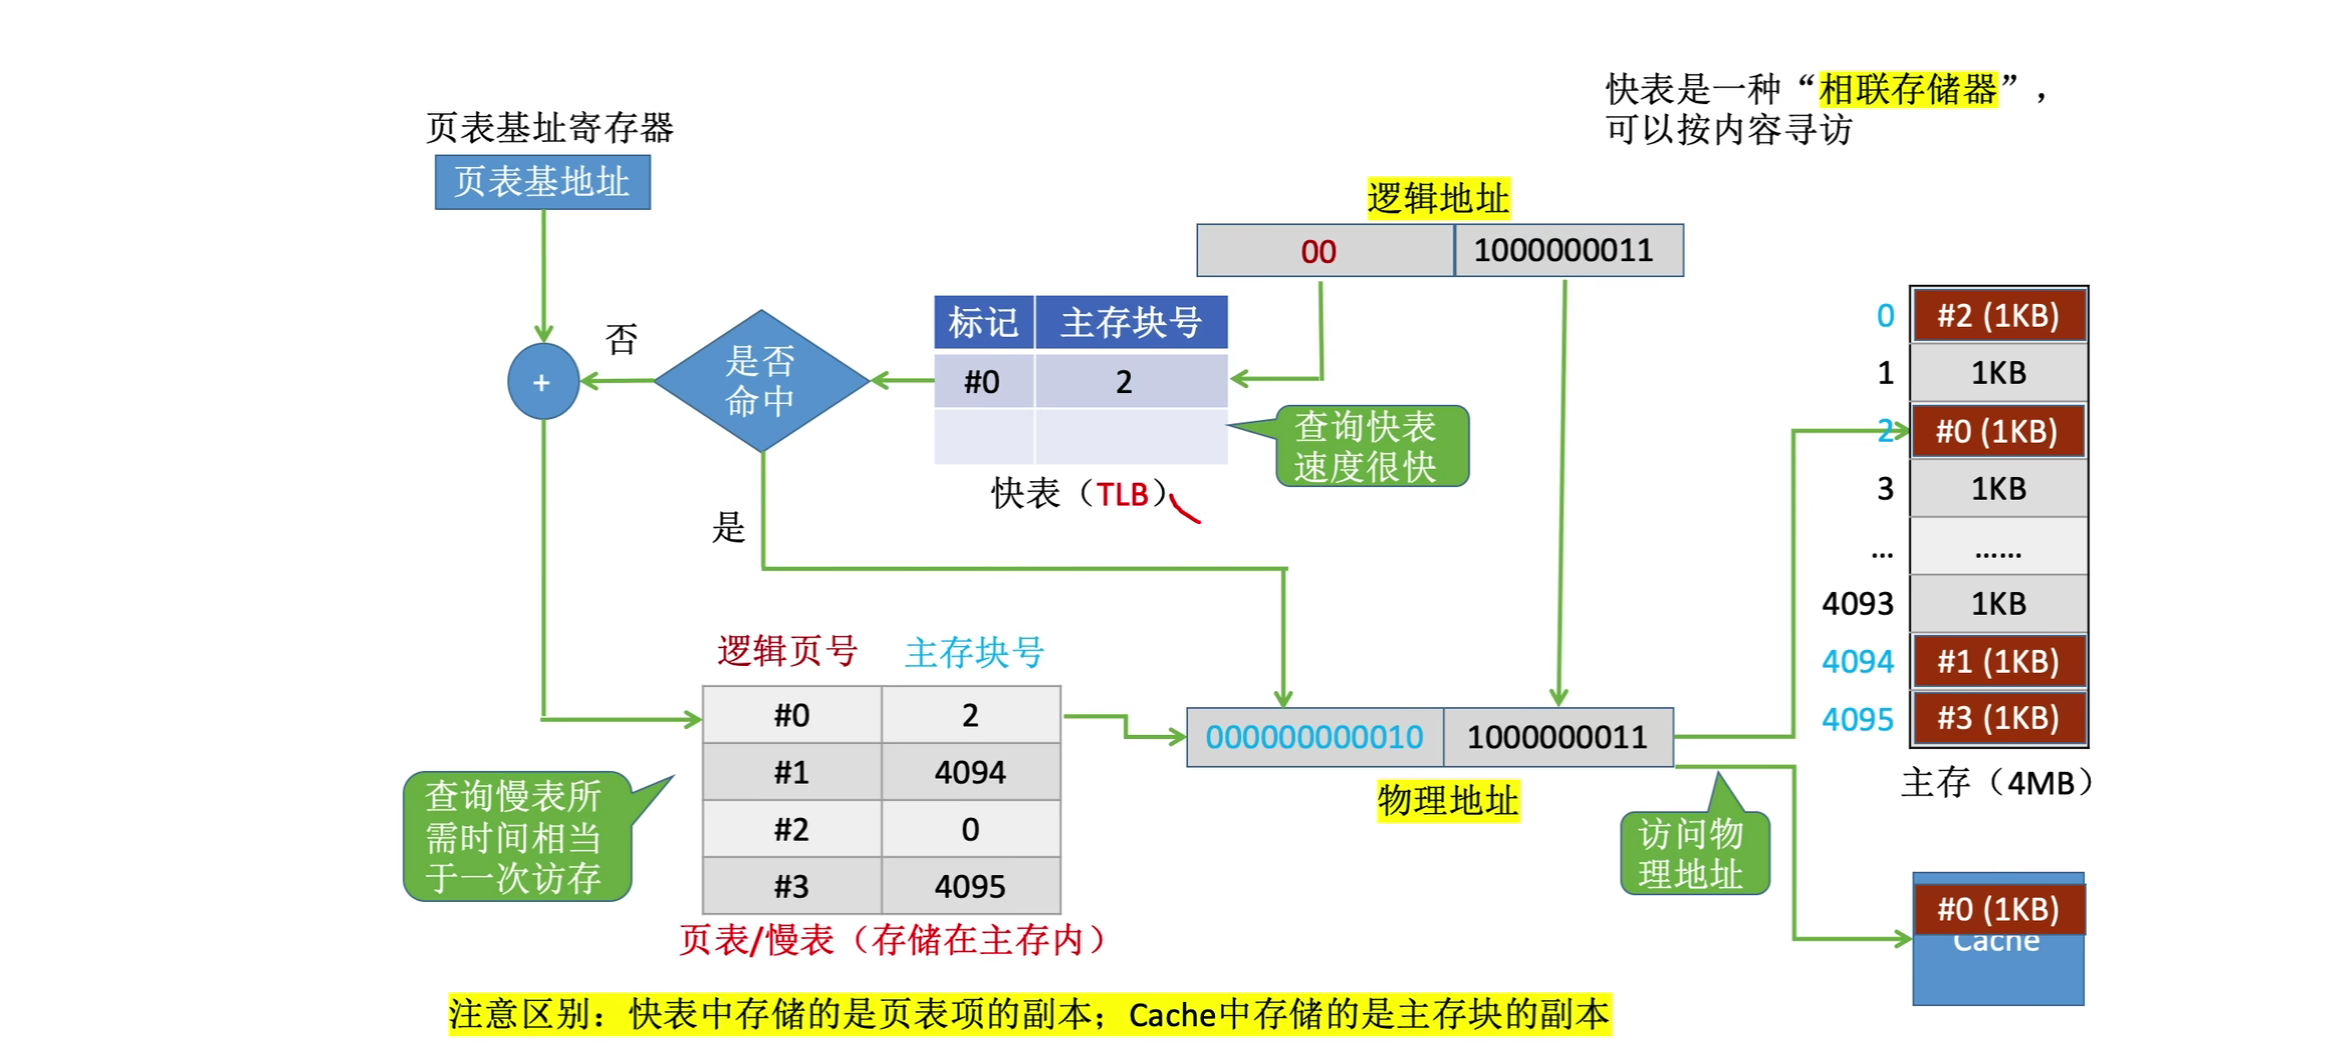 快表是一种“相联存储器”，
可以按内容寻访
页表基址寄存器
页表基地址
逻辑地址
00 1000000011
标记 主存块号
#0 2
快表（TLB）
查询快表
速度很快
是否
命中
否
+
是
逻辑页号 主存块号
#0 2
#1 4094
#2 0
#3 4095
页表/慢表（存储在主存内）
查询慢表所
需时间相当
于一次访存
000000000010 1000000011
物理地址
访问物
理地址
0 #2 (1KB)
1 1KB
2 #0 (1KB)
3 1KB
... ......
4093 1KB
4094 #1 (1KB)
4095 #3 (1KB)
主存（4MB）
#0 (1KB)
Cache
注意区别：快表中存储的是页表项的副本；Cache中存储的是主存块的副本